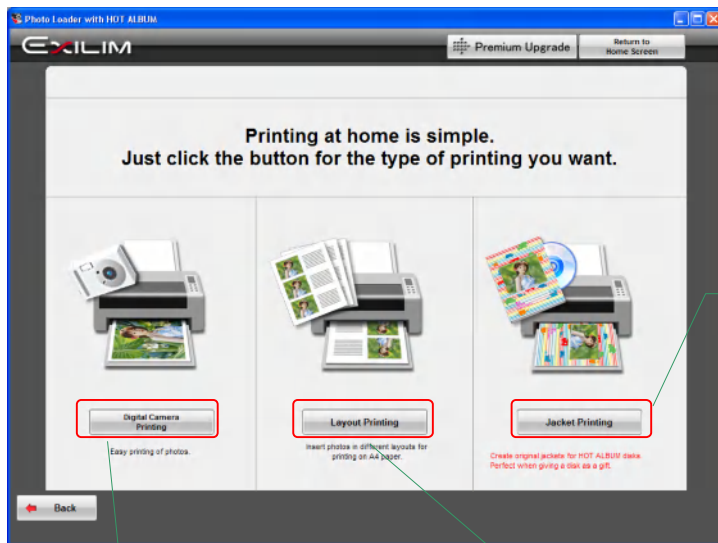 Photo Loader with HOT ALBUM
EXILIM
Premium Upgrade
Return to
Home Screen
Printing at home is simple.
Just click the button for the type of printing you want.
Digital Camera
Printing
Easy printing of photos.
Layout Printing
Insert photos in different layouts for
printing on A4 paper.
Jacket Printing
Create original jackets for HOT ALBUM disks.
Perfect when giving a disk as a gift.
Back